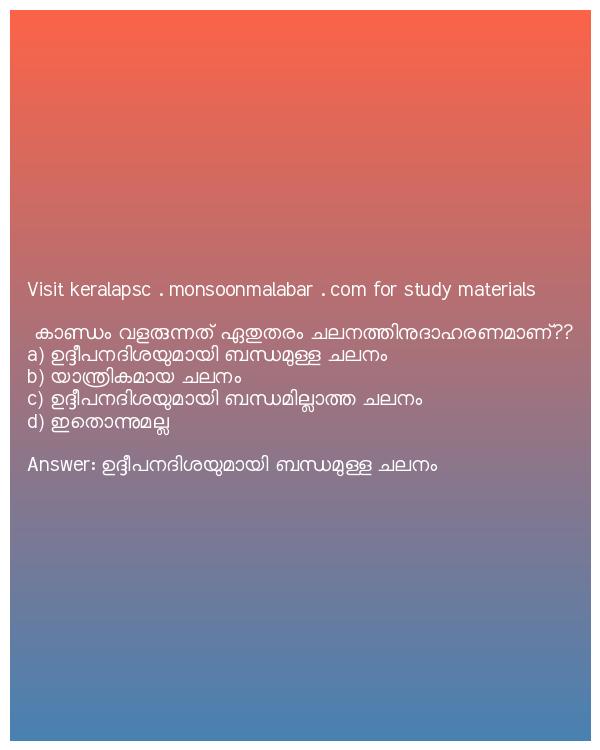 Visit keralapsc . monsoonmalabar . com for study materials
കാണ്ഡം വളരുന്നത് ഏതുതരം ചലനത്തിനുദാഹരണമാണ്??
a) ഉദ്ദീപനദിശയുമായി ബന്ധമുള്ള ചലനം
b) യാന്ത്രികമായ ചലനം
c) ഉദ്ദീപനദിശയുമായി ബന്ധമില്ലാത്ത ചലനം
d) ഇതൊന്നുമല്ല
Answer: ഉദ്ദീപനദിശയുമായി ബന്ധമുള്ള ചലനം